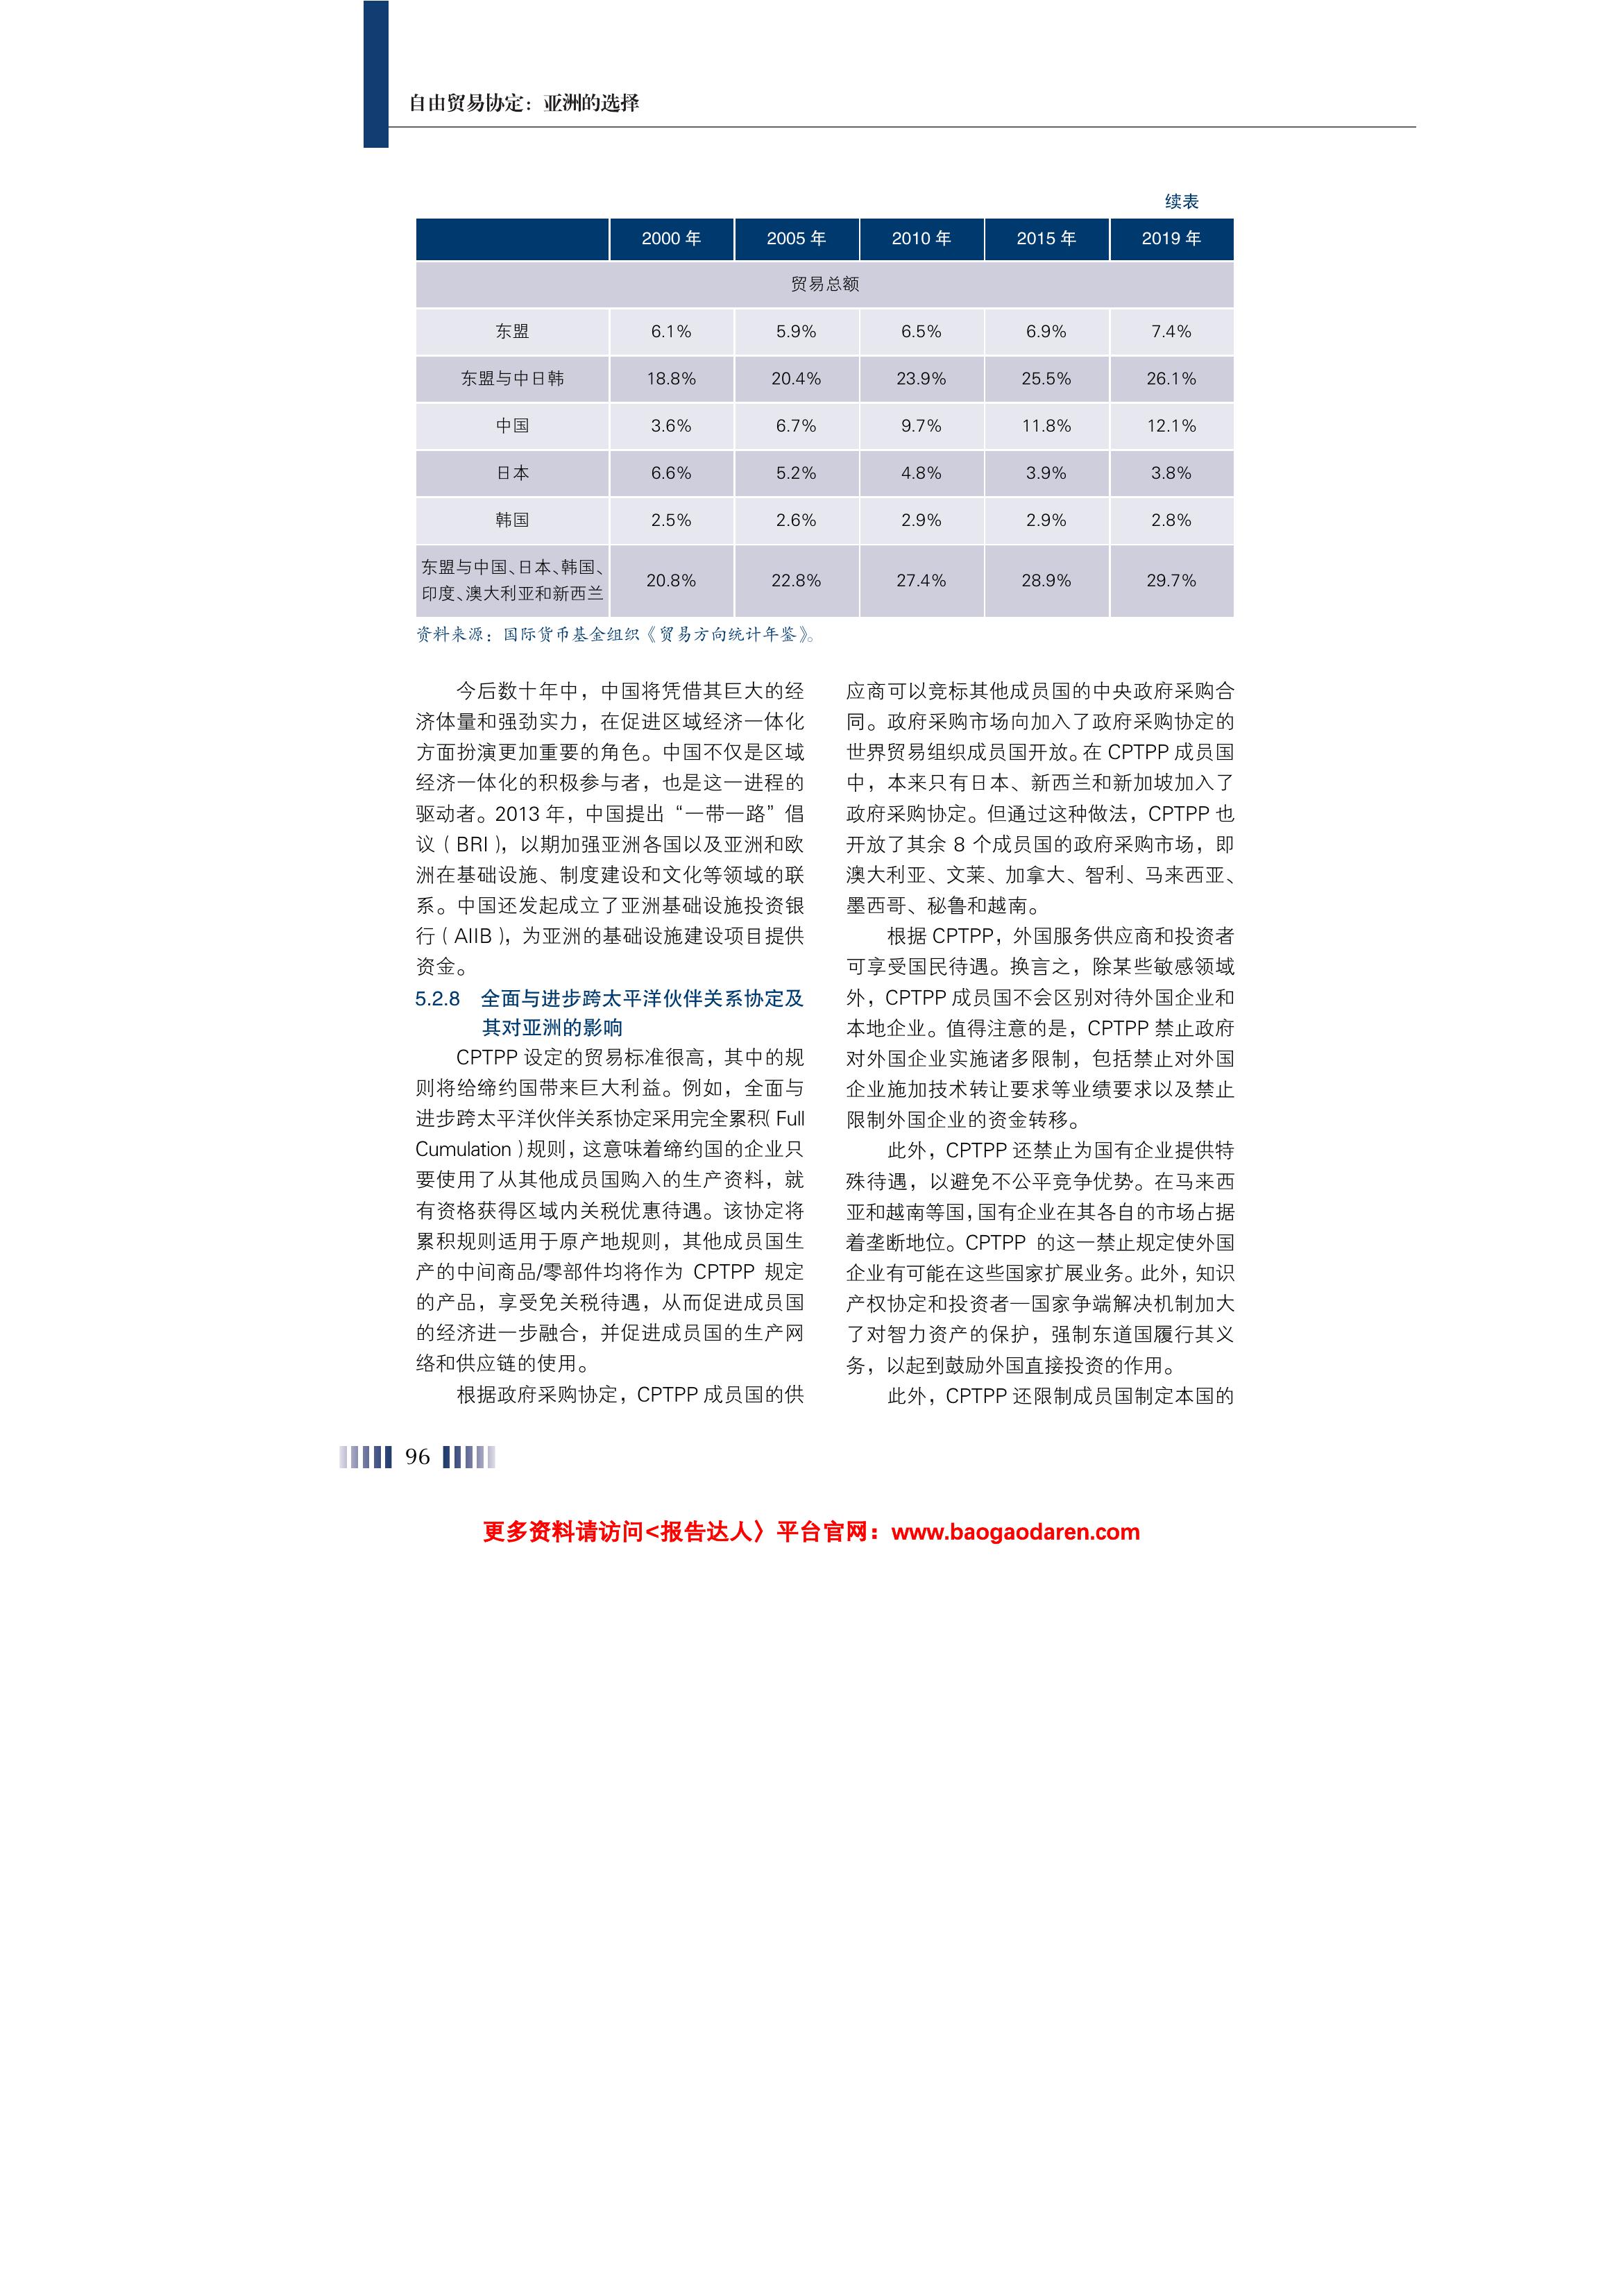 自由贸易协定：亚洲的选择
续表
2000 年 2005 年 2010 年 2015 年 2019 年
贸易总额
东盟 6.1% 5.9% 6.5% 6.9% 7.4%
东盟与中日韩 18.8% 20.4% 23.9% 25.5% 26.1%
中国 3.6% 6.7% 9.7% 11.8% 12.1%
日本 6.6% 5.2% 4.8% 3.9% 3.8%
韩国 2.5% 2.6% 2.9% 2.9% 2.8%
东盟与中国、日本、韩国、
印度、澳大利亚和新西兰 20.8% 22.8% 27.4% 28.9% 29.7%
资料来源：国际货币基金组织《贸易方向统计年鉴》。
今后数十年中，中国将凭借其巨大的经
济体量和强劲实力，在促进区域经济一体化
方面扮演更加重要的角色。中国不仅是区域
经济一体化的积极参与者，也是这一进程的
驱动者。2013 年，中国提出“一带一路”倡
议（BRI），以期加强亚洲各国以及亚洲和欧
洲在基础设施、制度建设和文化等领域的联
系。中国还发起成立了亚洲基础设施投资银
行（AIIB），为亚洲的基础设施建设项目提供
资金。
5.2.8 全面与进步跨太平洋伙伴关系协定及
其对亚洲的影响
CPTPP 设定的贸易标准很高，其中的规
则将给缔约国带来巨大利益。例如，全面与
进步跨太平洋伙伴关系协定采用完全累积（Full
Cumulation）规则，这意味着缔约国的企业只
要使用了从其他成员国购入的生产资料，就
有资格获得区域内关税优惠待遇。该协定将
累积规则适用于原产地规则，其他成员国生
产的中间商品/零部件均将作为 CPTPP 规定
的产品，享受免关税待遇，从而促进成员国
的经济进一步融合，并促进成员国的生产网
络和供应链的使用。
根据政府采购协定，CPTPP 成员国的供
应商可以竞标其他成员国的中央政府采购合
同。政府采购市场向加入了政府采购协定的
世界贸易组织成员国开放。在 CPTPP 成员国
中，本来只有日本、新西兰和新加坡加入了
政府采购协定。但通过这种做法，CPTPP 也
开放了其余 8 个成员国的政府采购市场，即
澳大利亚、文莱、加拿大、智利、马来西亚、
墨西哥、秘鲁和越南。
根据 CPTPP，外国服务供应商和投资者
可享受国民待遇。换言之，除某些敏感领域
外，CPTPP 成员国不会区别对待外国企业和
本地企业。值得注意的是，CPTPP 禁止政府
对外国企业实施诸多限制，包括禁止对外国
企业施加技术转让要求等业绩要求以及禁止
限制外国企业的资金转移。
此外，CPTPP 还禁止为国有企业提供特
殊待遇，以避免不公平竞争优势。在马来西
亚和越南等国，国有企业在其各自的市场占据
着垄断地位。CPTPP 的这一禁止规定使外国
企业有可能在这些国家扩展业务。此外，知识
产权协定和投资者—国家争端解决机制加大
了对智力资产的保护，强制东道国履行其义
务，以起到鼓励外国直接投资的作用。
此外，CPTPP 还限制成员国制定本国的
96
更多资料请访问<报告达人〉平台官网：www.baogaodaren.com